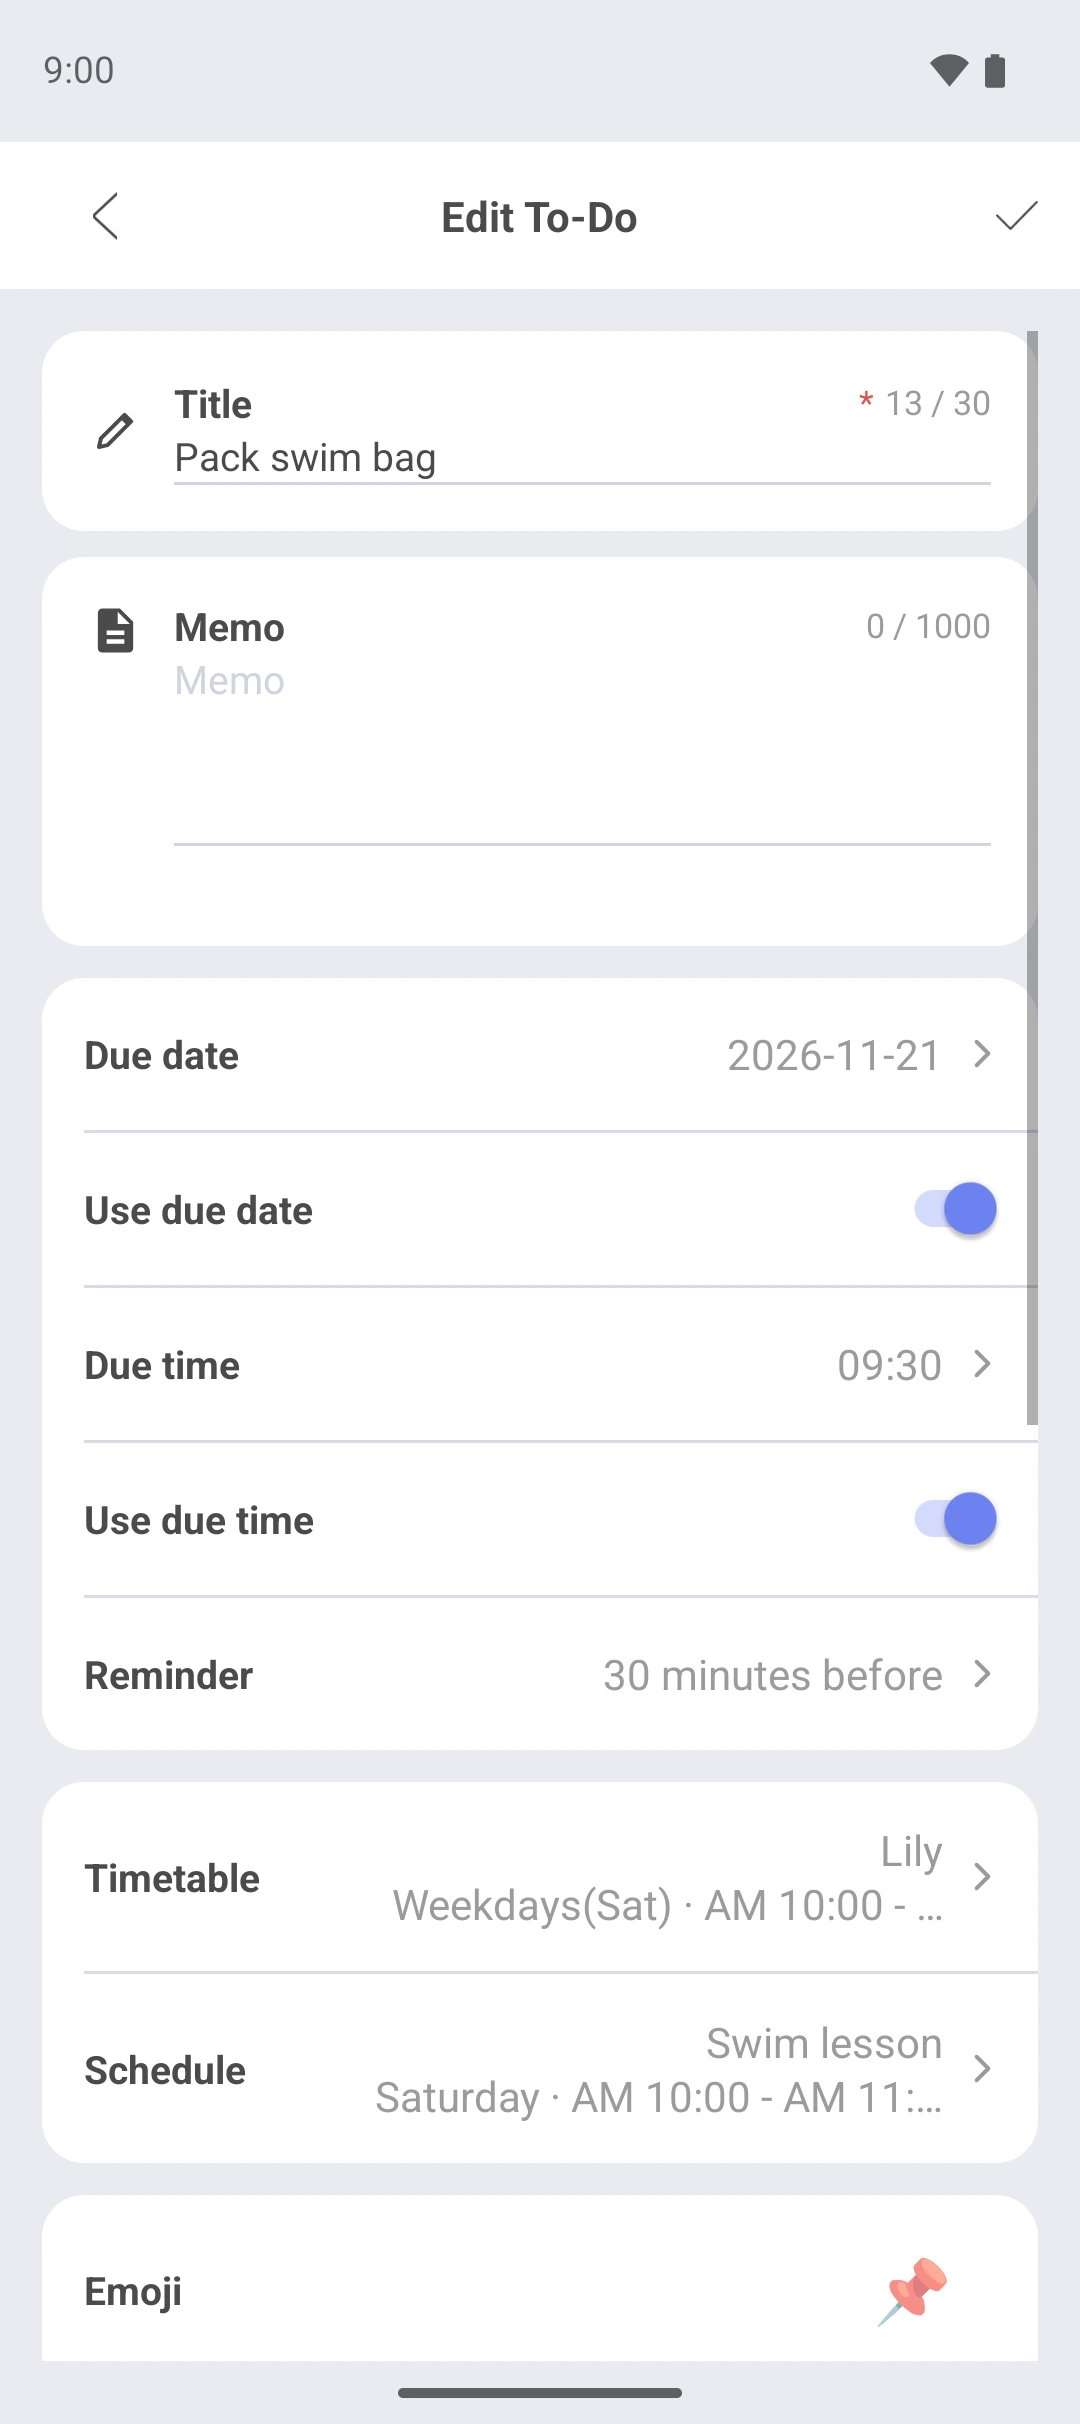 9:00
Edit To-Do
Title
* 13 / 30
Pack swim bag
Memo
0 / 1000
Memo
Due date
2026-11-21
Use due date
Due time
09:30
Use due time
Reminder
30 minutes before
Timetable
Lily
Weekdays(Sat) · AM 10:00 - ...
Schedule
Swim lesson
Saturday · AM 10:00 - AM 11:...
Emoji